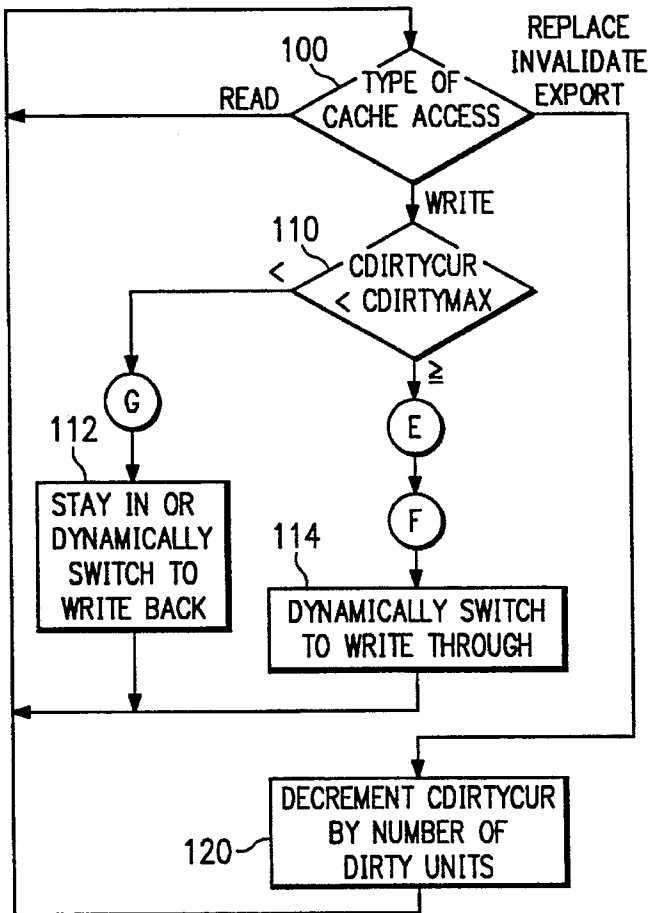 REPLACE
INVALIDATE
EXPORT
100
TYPE OF
CACHE ACCESS
READ
WRITE
110
CDIRTYCUR
< CDIRTYMAX
<
≥
G
E
112
F
STAY IN OR
DYNAMICALLY
SWITCH TO
WRITE BACK
114
DYNAMICALLY SWITCH
TO WRITE THROUGH
DECREMENT CDIRTYCUR
BY NUMBER OF
DIRTY UNITS
120